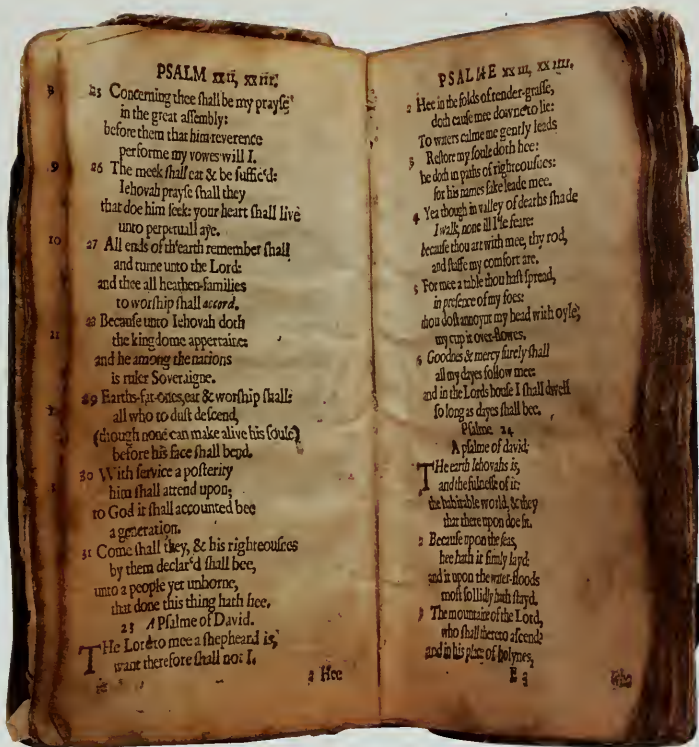 PSALM xxii, xxiii.
25 Concerning thee ſhall be my prayſe
in the great aſſembly:
before them that him reverence
performe my vowes will I.
26 The meek ſhall eat & be ſuffic'd:
Iehovah prayſe ſhall they
that doe him ſeek: your heart ſhall live
unto perpetuall aye.
27 All ends of th'earth remember ſhall
and turne unto the Lord:
and thee all heathen-families
to worſhip ſhall accord.
28 Becauſe unto Iehovah doth
the kingdome appertaine:
and he among the nations
is ruler Soveraigne.
29 Earths-fat-ones, eat & worſhip ſhall:
all who to duſt deſcend,
(though none can make alive his ſoule)
before his face ſhall bend.
30 With ſervice a poſterity
him ſhall attend upon;
to God it ſhall accounted bee
a generation.
31 Come ſhall they, & his righteouſnes
by them declar'd ſhall bee,
unto a people yet unborne,
that done this thing hath hee.
23 A Pſalme of David.
THe Lord to mee a ſhepheard is,
want therefore ſhall not I.
2 Hee
PSALME xxiii, xxiiii.
2 Hee in the folds of tender-graſſe,
doth cauſe mee downe to lie:
To waters calme me gently leads
3 Reſtore my ſoule doth hee:
he doth in paths of righteouſnes:
for his names ſake leade mee.
4 Yea though in valley of deaths ſhade
I walk, none ill I'le feare:
becauſe thou art with mee, thy rod,
and ſtaffe my comfort are.
5 For mee a table thou haſt ſpread,
in preſence of my foes:
thou doſt annoynt my head with oyle,
my cup it over-flowes.
6 Goodnes & mercy ſurely ſhall
all my dayes follow mee:
and in the Lords houſe I ſhall dwell
ſo long as dayes ſhall bee.
Pſalme 24
A pſalme of david:
THe earth Iehovahs is,
and the fulneſſe of it:
the habitable world, & they
that there upon doe ſit.
2 Becauſe upon the ſeas,
hee hath it firmly layd:
and it upon the water-floods
moſt ſollidly hath ſtayd.
3 The mountaine of the Lord,
who ſhall thereto aſcend?
and in his place of holynes,
E 3